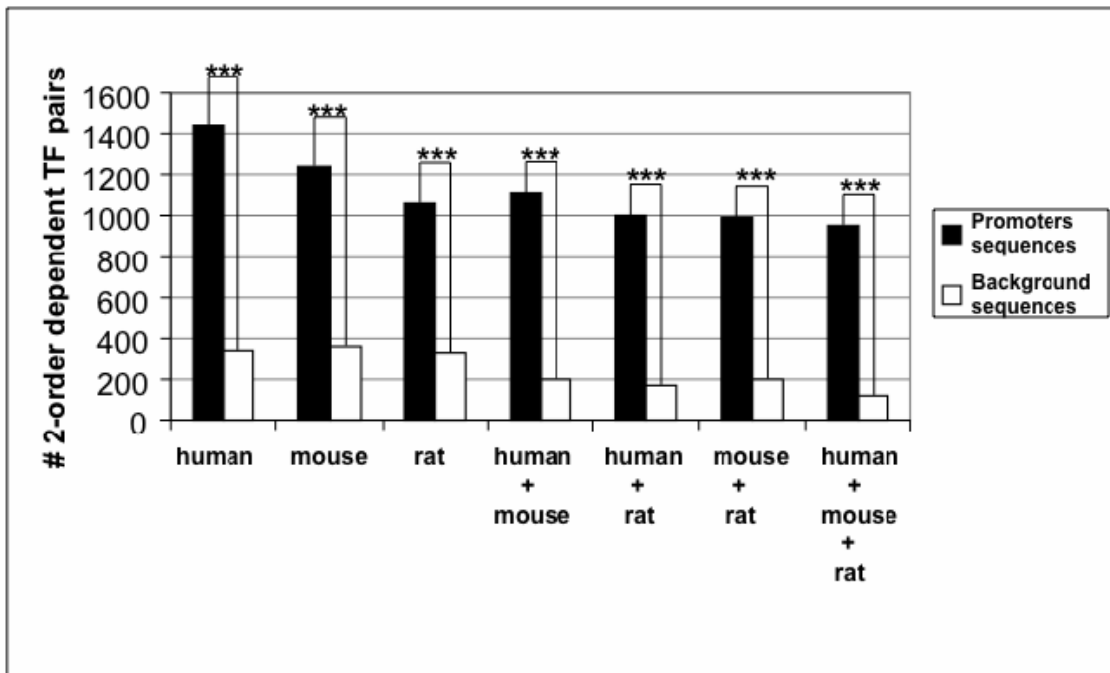 # 2-order dependent TF pairs
1600
1400
1200
1000
800
600
400
200
0
***
***
***
***
***
***
***
human
mouse
rat
human
+
mouse
human
+
rat
mouse
+
rat
human
+
mouse
+
rat
Promoters
sequences
Background
sequences